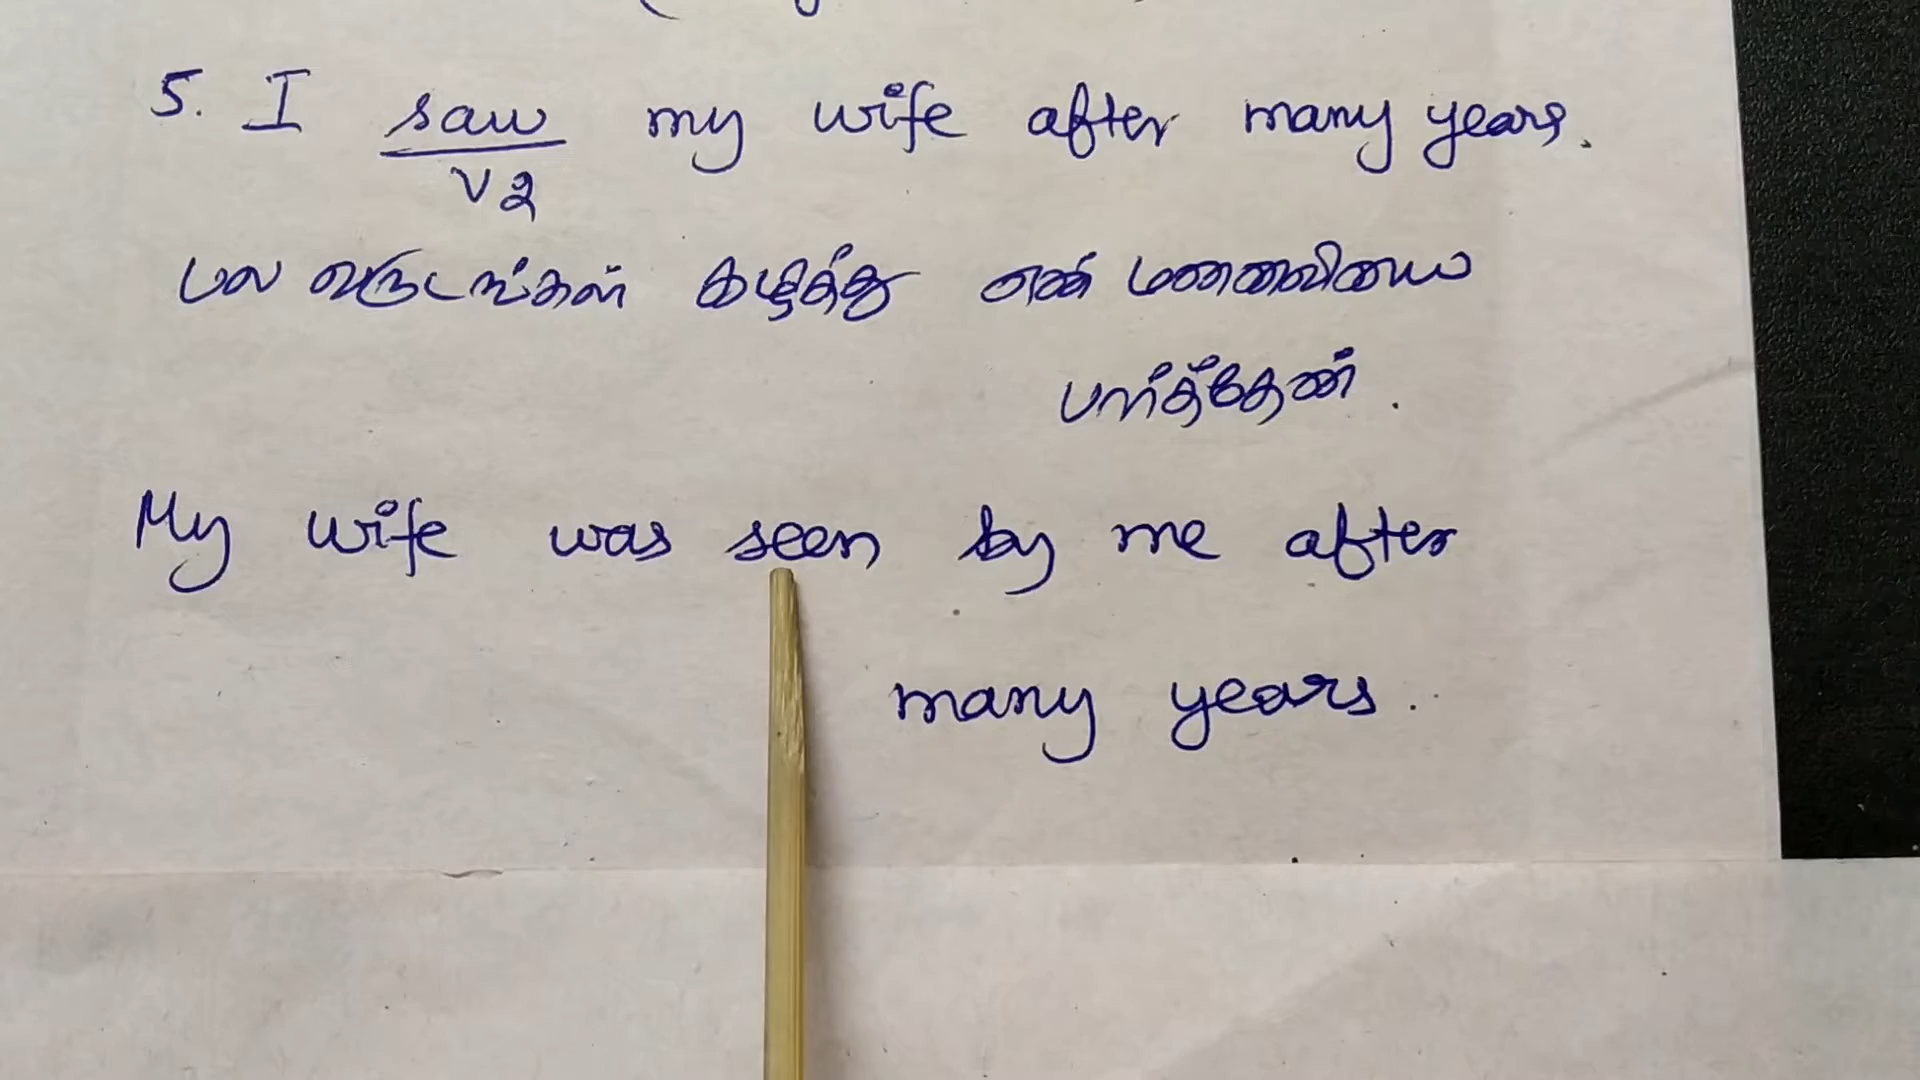 5. I saw my wife after many years.
V2
பல வருடங்கள் கழித்து என் மனைவியை
பார்த்தேன்.
My wife was seen by me after
many years.